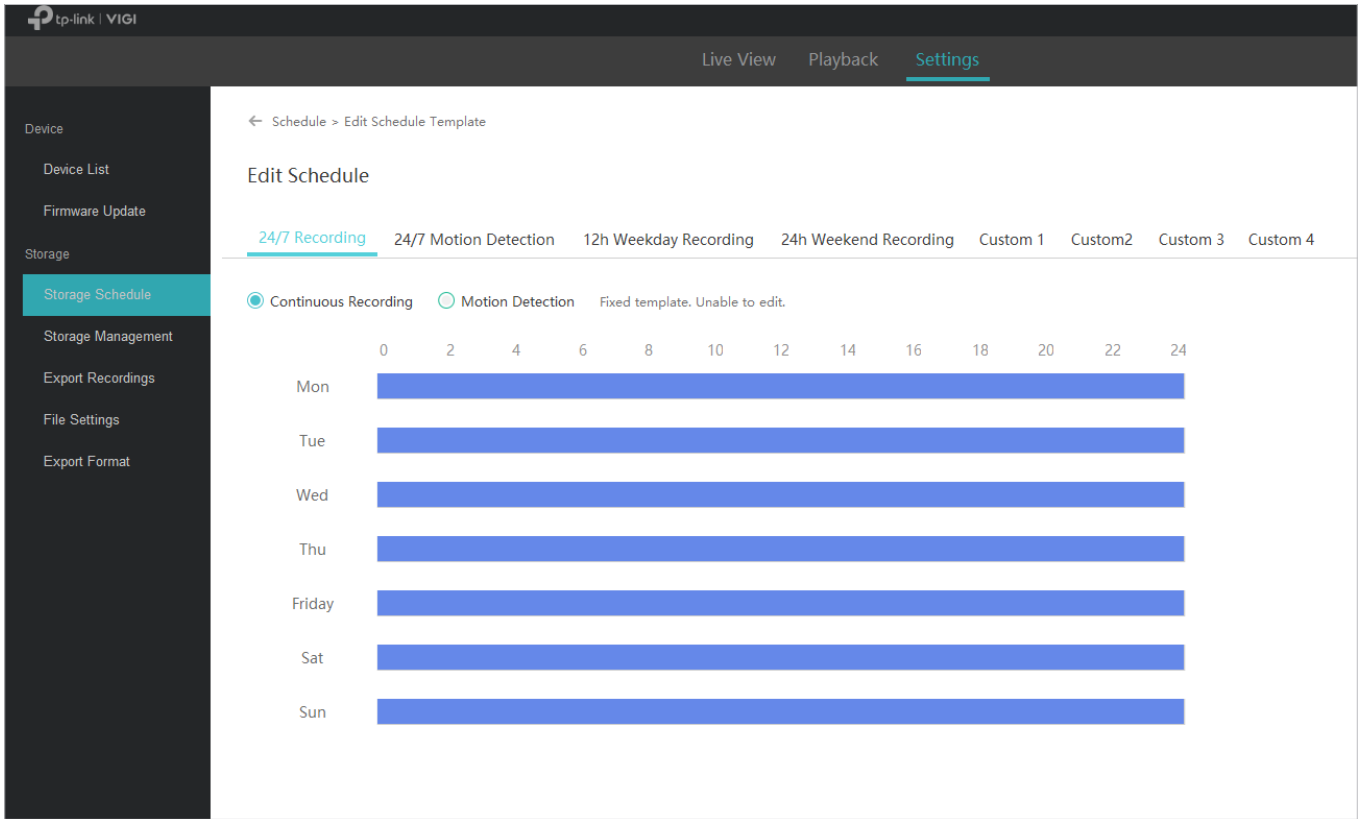 tp-link | VIGI
Live View Playback Settings
Device
Device List
Firmware Update
Storage
Storage Schedule
Storage Management
Export Recordings
File Settings
Export Format
← Schedule > Edit Schedule Template
Edit Schedule
24/7 Recording 24/7 Motion Detection 12h Weekday Recording 24h Weekend Recording Custom 1 Custom2 Custom 3 Custom 4
Continuous Recording Motion Detection Fixed template. Unable to edit.
0 2 4 6 8 10 12 14 16 18 20 22 24
Mon
Tue
Wed
Thu
Friday
Sat
Sun